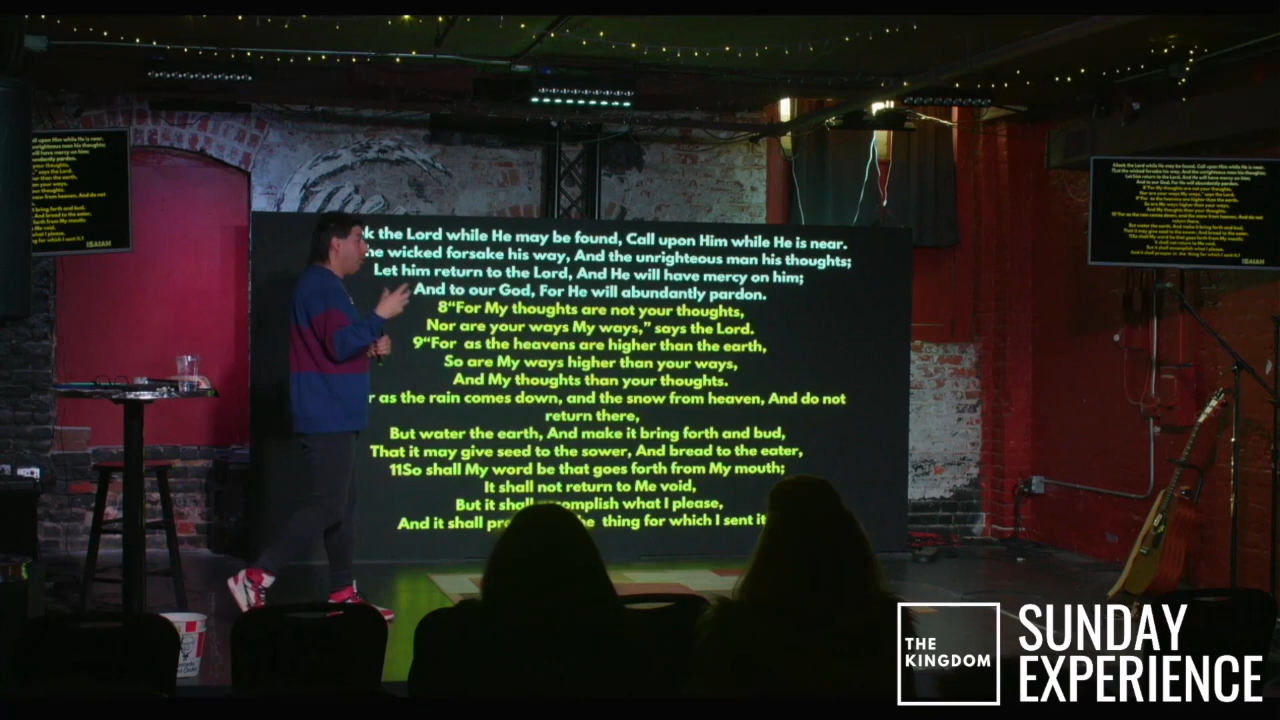 k the Lord while may be found, Call upon Him while He is near.
he wicked forsake his way, And the unrighteous man his thoughts;
Let him return to the Lord, And He will have mercy on him;
And to our God, For He will abundantly pardon.
8“For My thoughts are not your thoughts,
Nor are your ways My ways,” says the Lord.
9“For as the heavens are higher than the earth,
So are My ways higher than your ways,
And My thoughts than your thoughts.
r as the rain comes down, and the snow from heaven, And do not
return there,
But water the earth, And make it bring forth and bud,
That it may give seed to the sower, And bread to the eater,
11So shall My word be that goes forth from My mouth;
It shall not return to Me void,
But it shall accomplish what I please,
And it shall the thing for which I sent it
ISAIAH
ISAIAH
THE
KINGDOM
SUNDAY
EXPERIENCE